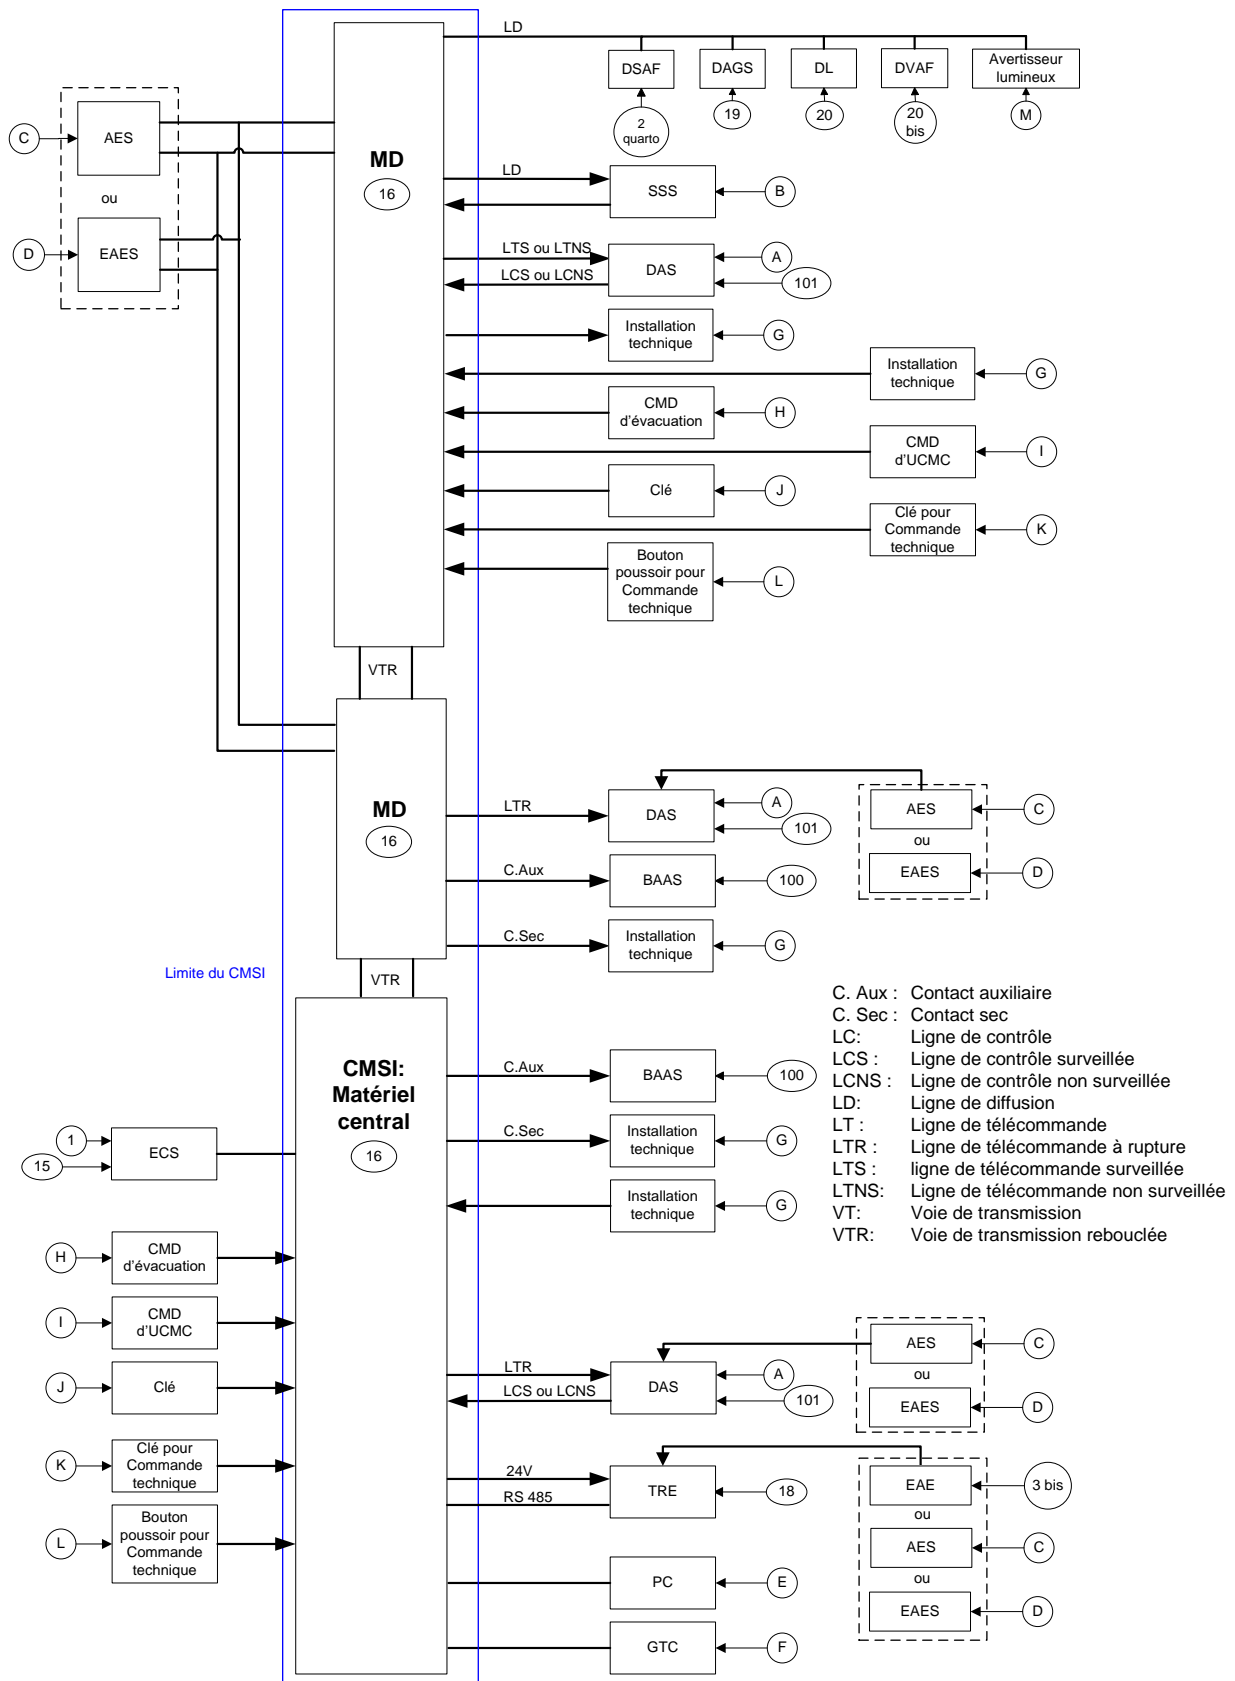 LD
DSAF
DAGS
DL
DVAF
Avertisseur
lumineux
2
quarto
19
20
20
bis
M
C
AES
ou
D
EAES
MD
16
LD
SSS
B
LTS ou LTNS
LCS ou LCNS
DAS
A
101
Installation
technique
G
Installation
technique
G
CMD
d'évacuation
H
CMD
d'UCMC
I
Clé
J
Clé pour
Commande
technique
K
Bouton
poussoir pour
Commande
technique
L
VTR
MD
16
LTR
DAS
A
101
AES
C
ou
EAES
D
C.Aux
BAAS
100
C.Sec
Installation
technique
G
Limite du CMSI
VTR
C. Aux : Contact auxiliaire
C. Sec : Contact sec
LC: Ligne de contrôle
LCS : Ligne de contrôle surveillée
LCNS : Ligne de contrôle non surveillée
LD: Ligne de diffusion
LT : Ligne de télécommande
LTR : Ligne de télécommande à rupture
LTS : ligne de télécommande surveillée
LTNS: Ligne de télécommande non surveillée
VT: Voie de transmission
VTR: Voie de transmission rebouclée
CMSI:
Matériel
central
16
C.Aux
BAAS
100
C.Sec
Installation
technique
G
Installation
technique
G
1
15
ECS
H
CMD
d'évacuation
I
CMD
d'UCMC
J
Clé
K
Clé pour
Commande
technique
L
Bouton
poussoir pour
Commande
technique
LTR
LCS ou LCNS
DAS
A
101
AES
C
ou
EAES
D
24V
RS 485
TRE
18
EAE
3 bis
ou
AES
C
ou
EAES
D
PC
E
GTC
F